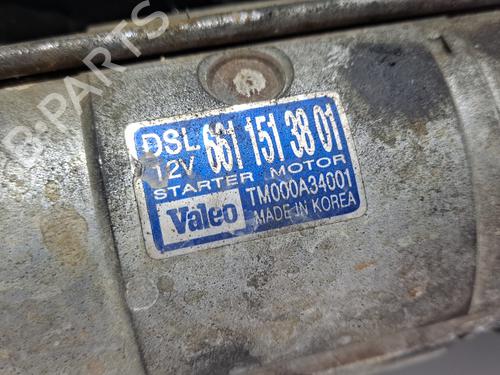 DSL 661 151 38 01
12V
STARTER MOTOR
Valeo TM000A34001
MADE IN KOREA
B-PARTS